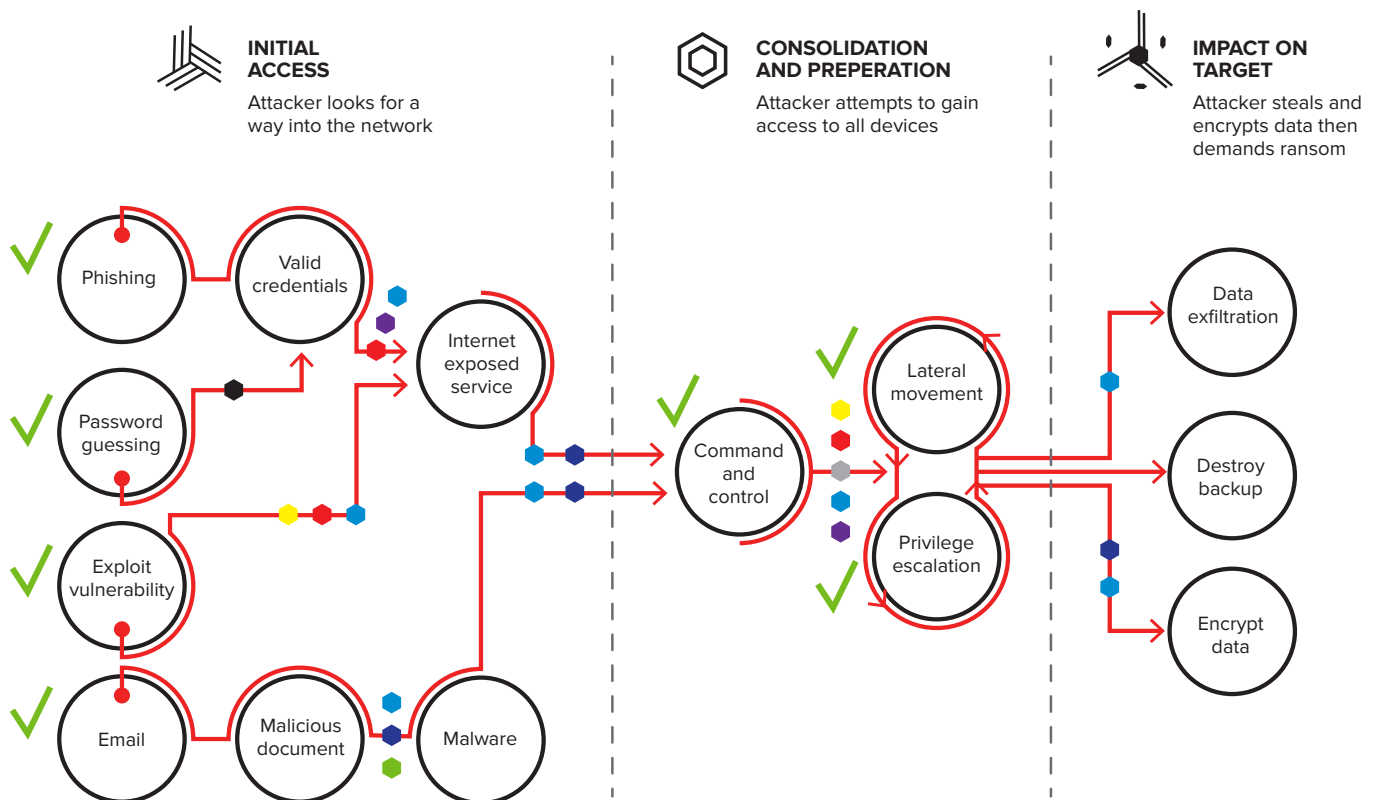 INITIAL
ACCESS
Attacker looks for a
way into the network
CONSOLIDATION
AND PREPERATION
Attacker attempts to gain
access to all devices
IMPACT ON
TARGET
Attacker steals and
encrypts data then
demands ransom
Phishing
Valid
credentials
Internet
exposed
service
Password
guessing
Exploit
vulnerability
Email
Malicious
document
Malware
Command
and
control
Lateral
movement
Privilege
escalation
Data
exfiltration
Destroy
backup
Encrypt
data